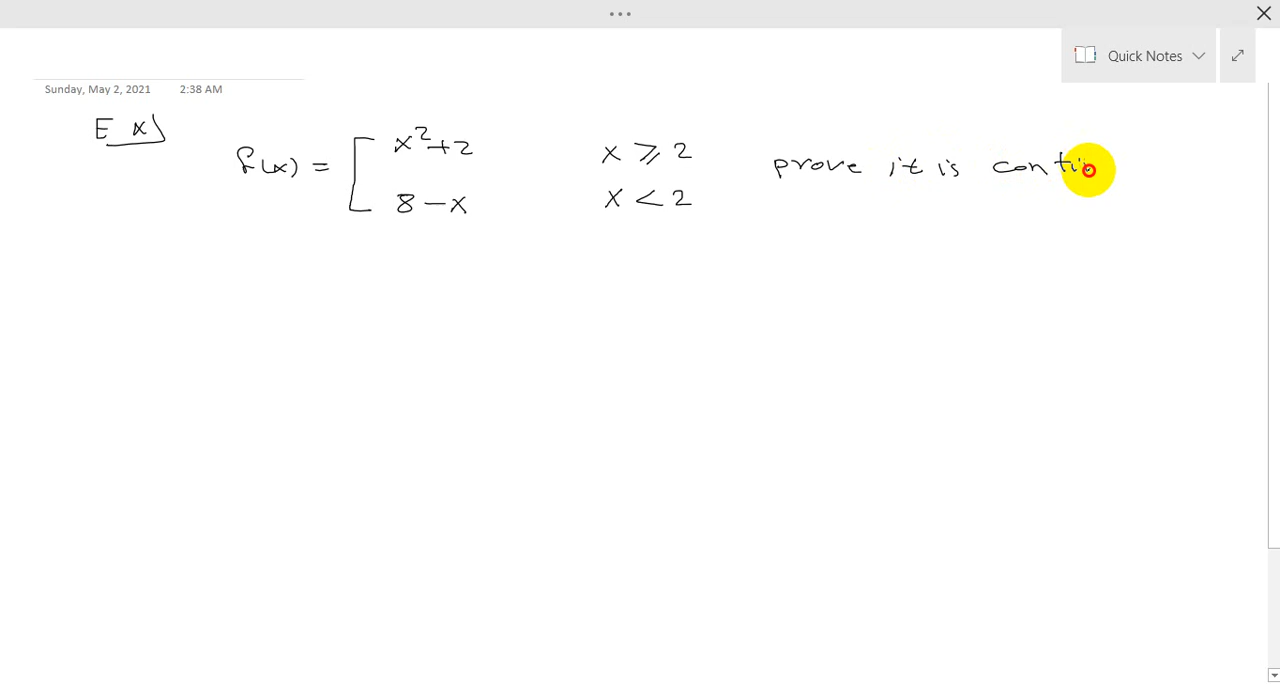 •••
Quick Notes
Sunday, May 2, 2021 2:38 AM
Ex)
f(x) = [ x²+2 x ≥ 2 prove it is conti
8 − x x < 2